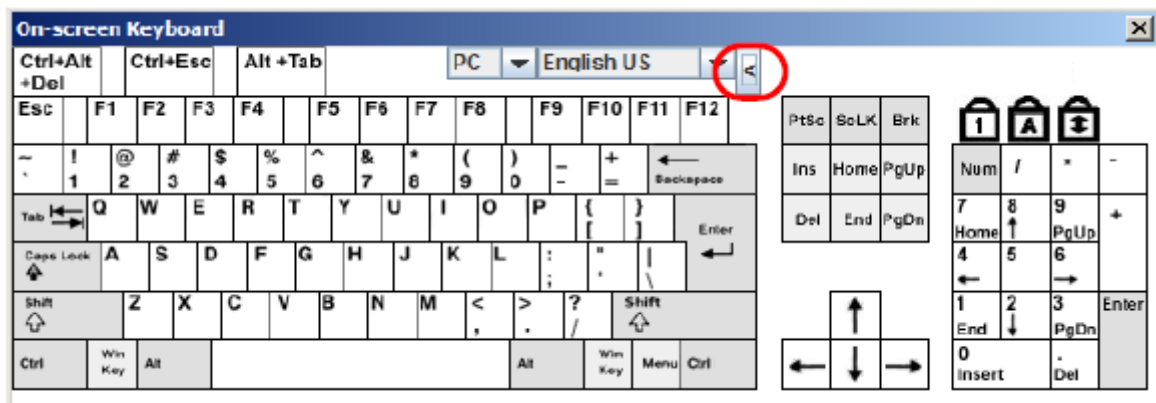 On-screen Keyboard
Ctrl+Alt +Del Ctrl+Esc Alt +Tab PC English US <
Esc F1 F2 F3 F4 F5 F6 F7 F8 F9 F10 F11 F12 PtSc ScLK Brk 1 A
~ ` ! 1 @ 2 # 3 $ 4 % 5 ^ 6 & 7 * 8 ( 9 ) 0 _ - + = Backspace Ins Home PgUp Num / * -
Tab Q W E R T Y U I O P { [ } ] Enter Del End PgDn 7 Home 8 9 PgUp +
Caps Lock A S D F G H J K L : ; " ' | \ 4 5 6
Shift Z X C V B N M < , > . ? / Shift 1 End 2 3 PgDn Enter
Ctrl Win Key Alt Alt Win Key Menu Ctrl 0 Insert . Del